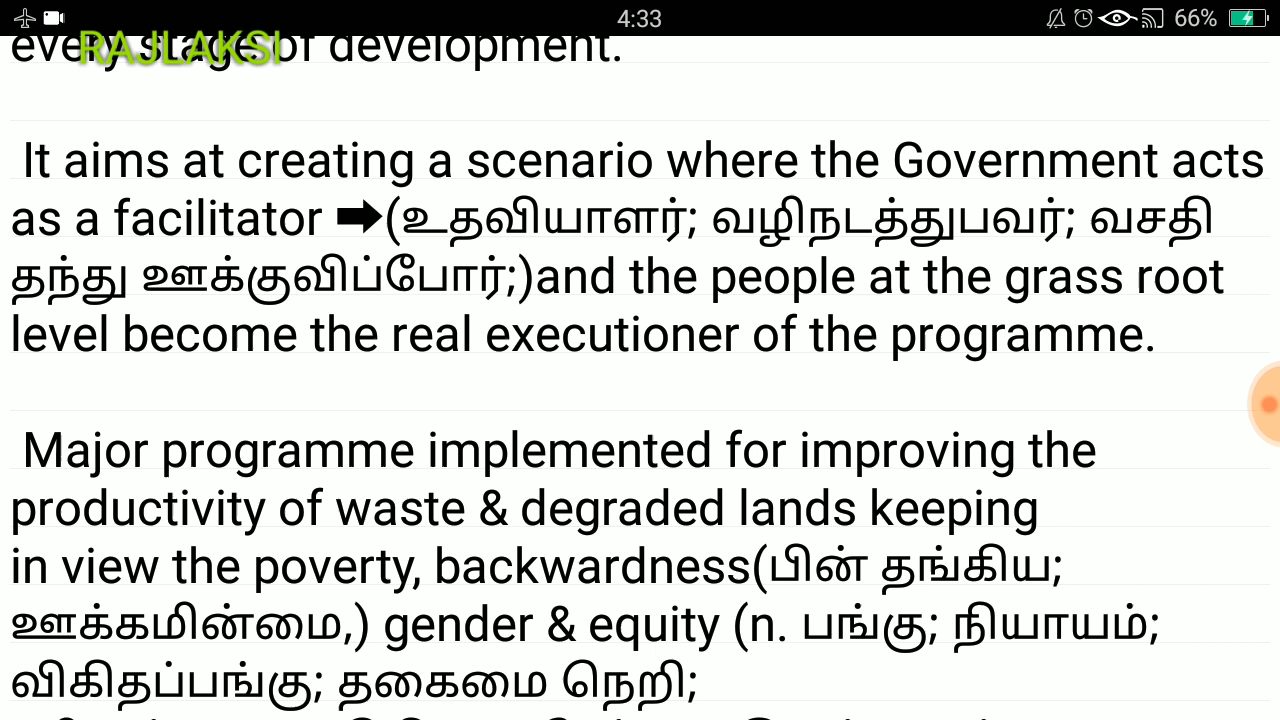 4:33
66%
RAJLAKSI
every stage of development.
It aims at creating a scenario where the Government acts
as a facilitator ➡(உதவியாளர்; வழிநடத்துபவர்; வசதி
தந்து ஊக்குவிப்போர்;)and the people at the grass root
level become the real executioner of the programme.
Major programme implemented for improving the
productivity of waste & degraded lands keeping
in view the poverty, backwardness(பின் தங்கிய;
ஊக்கமின்மை,) gender & equity (n. பங்கு; நியாயம்;
விகிதப்பங்கு; தகைமை நெறி;